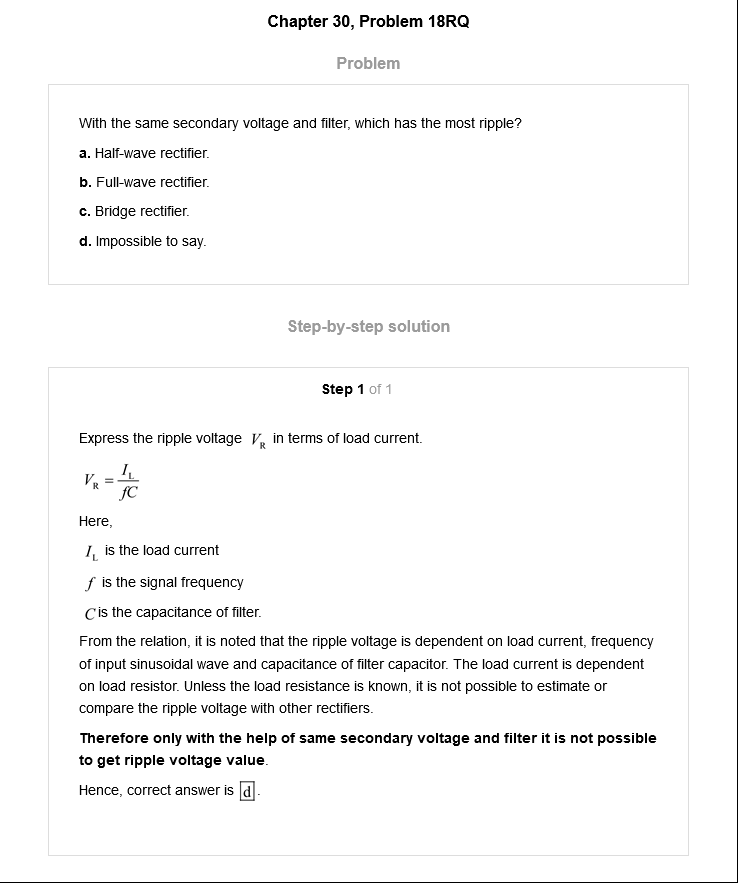 Chapter 30, Problem 18RQ
Problem
With the same secondary voltage and filter, which has the most ripple?
a. Half-wave rectifier.
b. Full-wave rectifier.
c. Bridge rectifier.
d. Impossible to say.
Step-by-step solution
Step 1 of 1
Express the ripple voltage V_R in terms of load current.
V_R = I_L / fC
Here,
I_L is the load current
f is the signal frequency
C is the capacitance of filter.
From the relation, it is noted that the ripple voltage is dependent on load current, frequency
of input sinusoidal wave and capacitance of filter capacitor. The load current is dependent
on load resistor. Unless the load resistance is known, it is not possible to estimate or
compare the ripple voltage with other rectifiers.
Therefore only with the help of same secondary voltage and filter it is not possible
to get ripple voltage value.
Hence, correct answer is d.